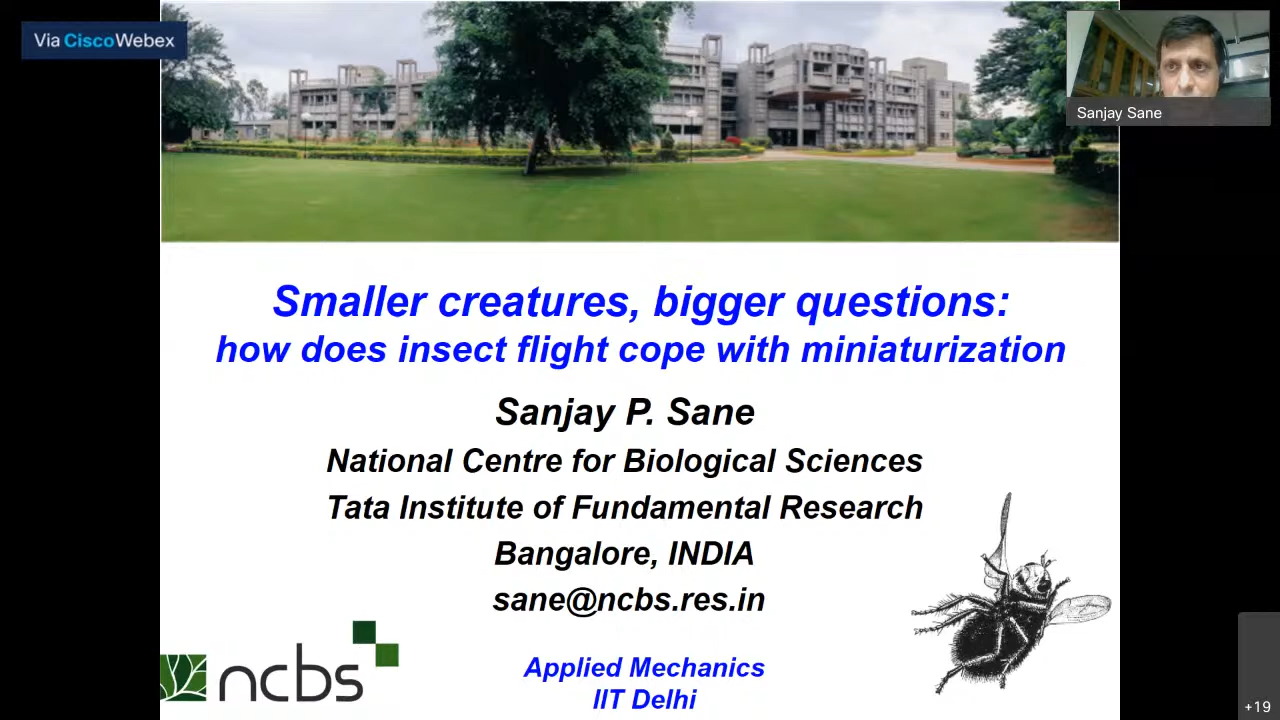 Via CiscoWebex
Sanjay Sane
Smaller creatures, bigger questions:
how does insect flight cope with miniaturization
Sanjay P. Sane
National Centre for Biological Sciences
Tata Institute of Fundamental Research
Bangalore, INDIA
sane@ncbs.res.in
ncbs
Applied Mechanics
IIT Delhi
+19